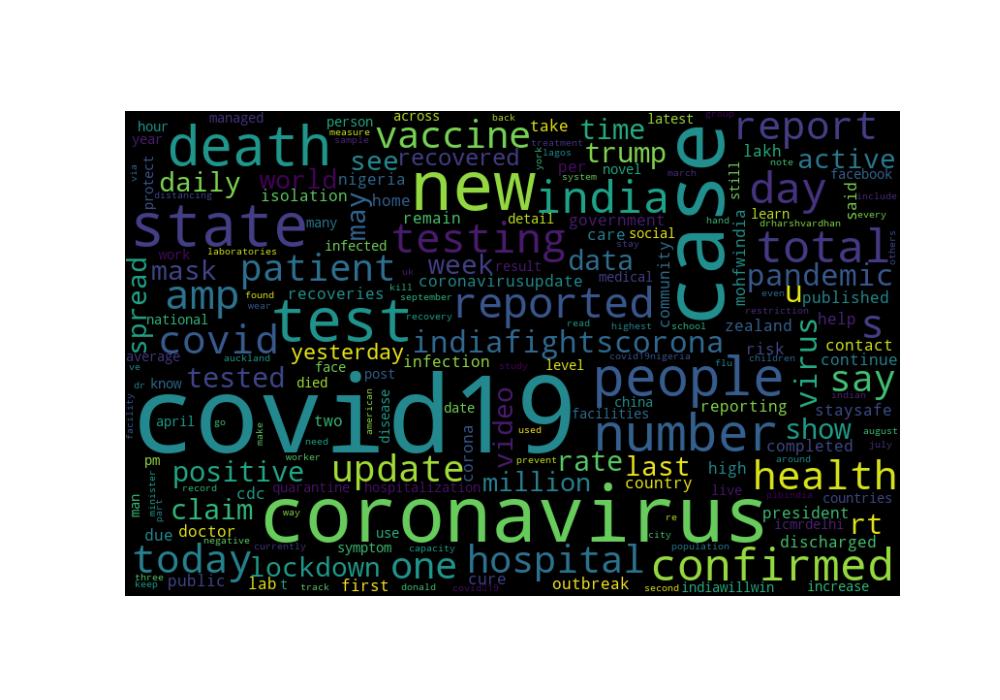 hour managed person across back take time latest group report
year death measure sample vaccine treatment trump case lakh active
via protect daily world see recovered york lagos per novel note facebook
isolation nigeria home system march still day said
distancing many may new india learn drharshvardhan include every
state remain detail government hand
work laboratories infected testing care social stay community mohfwindia total others
spread mask patient week result data medical
uk coronavirusupdate pandemic
amp found recoveries kill september reported even u published
national wear recovery read highest school restriction help s
covid test indiafightscorona zealand virus
average auckland yesterday infection level covid19nigeria risk contact
ve face study flu children continue
dr know tested died post facilities people indian say
facility covid19 american disease date china reporting staysafe
april go two video
make need corona used number show august
pm worker prevent around completed july
positive update rate last high health
man minister part record cdc quarantine hospitalization million country live pibindia countries
claim way coronavirus re president
due doctor negative use city icmrdelhi rt
currently symptom capacity population discharged
today lockdown one hospital confirmed
three public lab t first cure outbreak indiawillwin increase
keep track donald covid19 second